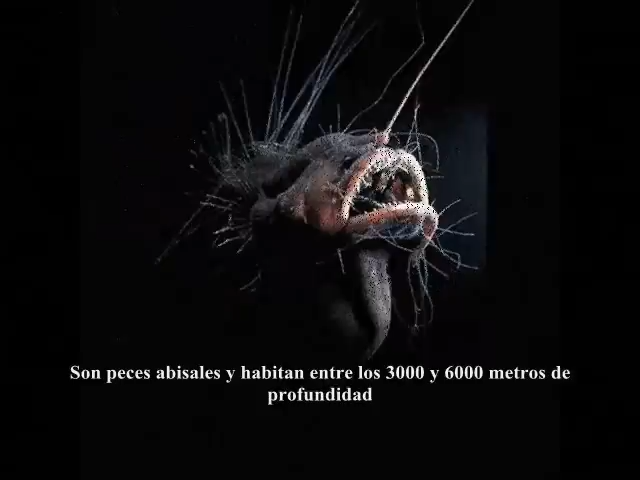 Son peces abisales y habitan entre los 3000 y 6000 metros de
profundidad